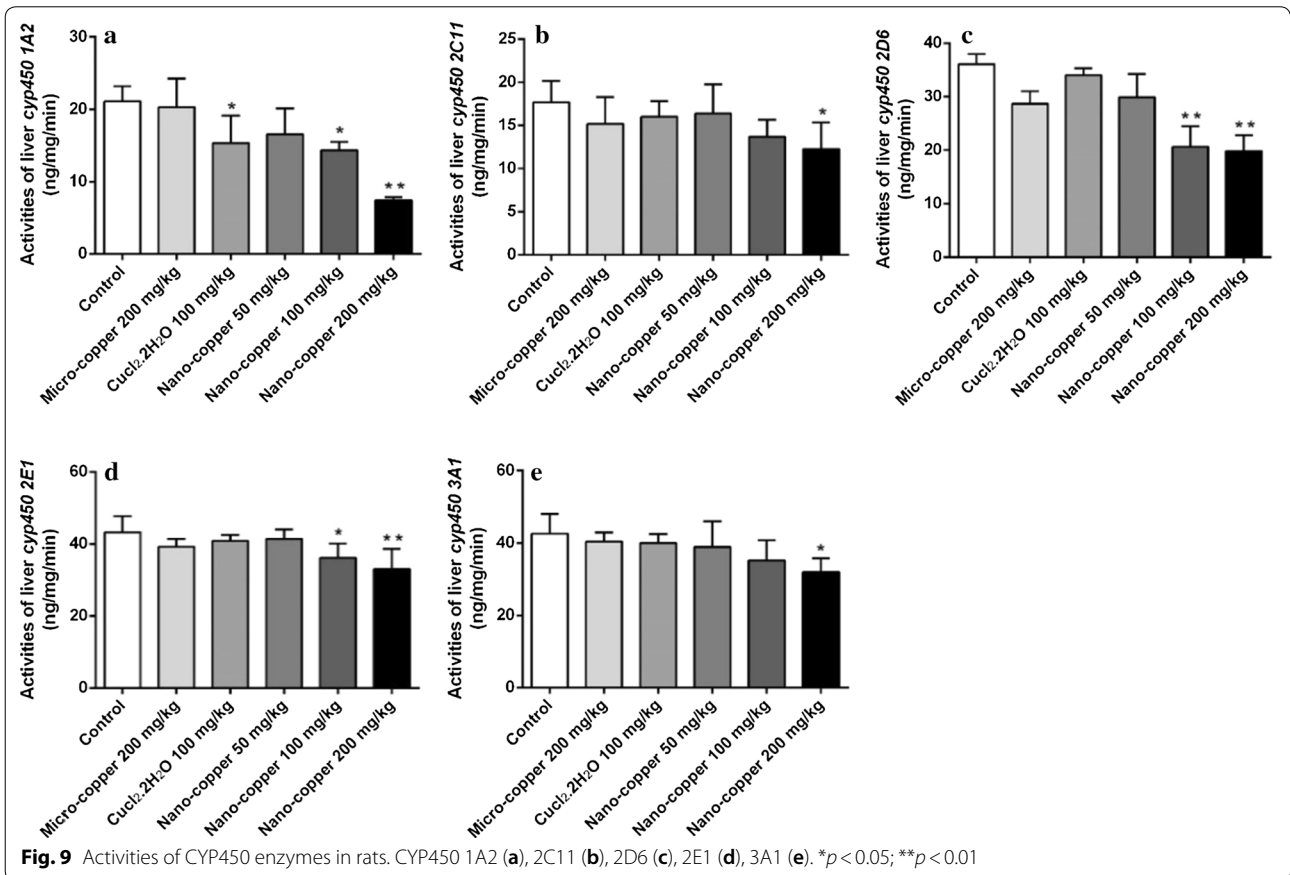 a
Activities of liver cyp450 1A2
(ng/mg/min)
30
20
10
0
*
*
**
Control
Micro-copper 200 mg/kg
Cucl₂.2H₂O 100 mg/kg
Nano-copper 50 mg/kg
Nano-copper 100 mg/kg
Nano-copper 200 mg/kg
b
Activities of liver cyp450 2C11
(ng/mg/min)
25
20
15
10
5
0
*
Control
Micro-copper 200 mg/kg
Cucl₂.2H₂O 100 mg/kg
Nano-copper 50 mg/kg
Nano-copper 100 mg/kg
Nano-copper 200 mg/kg
c
Activities of liver cyp450 2D6
(ng/mg/min)
40
30
20
10
0
**
**
Control
Micro-copper 200 mg/kg
Cucl₂.2H₂O 100 mg/kg
Nano-copper 50 mg/kg
Nano-copper 100 mg/kg
Nano-copper 200 mg/kg
d
Activities of liver cyp450 2E1
(ng/mg/min)
60
40
20
0
*
**
Control
Micro-copper 200 mg/kg
Cucl₂.2H₂O 100 mg/kg
Nano-copper 50 mg/kg
Nano-copper 100 mg/kg
Nano-copper 200 mg/kg
e
Activities of liver cyp450 3A1
(ng/mg/min)
60
40
20
0
*
Control
Micro-copper 200 mg/kg
Cucl₂.2H₂O 100 mg/kg
Nano-copper 50 mg/kg
Nano-copper 100 mg/kg
Nano-copper 200 mg/kg
Fig. 9 Activities of CYP450 enzymes in rats. CYP450 1A2 (a), 2C11 (b), 2D6 (c), 2E1 (d), 3A1 (e). *p < 0.05; **p < 0.01